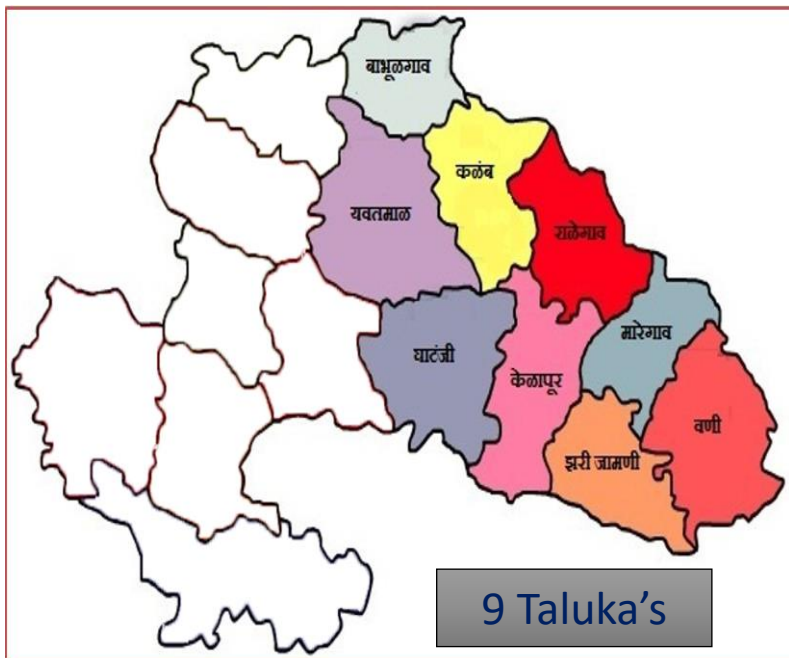 बाभूळगाव
कळंब
यवतमाळ
राळेगाव
मारेगाव
घाटंजी
केळापूर
वणी
झरी जामणी
9 Taluka’s